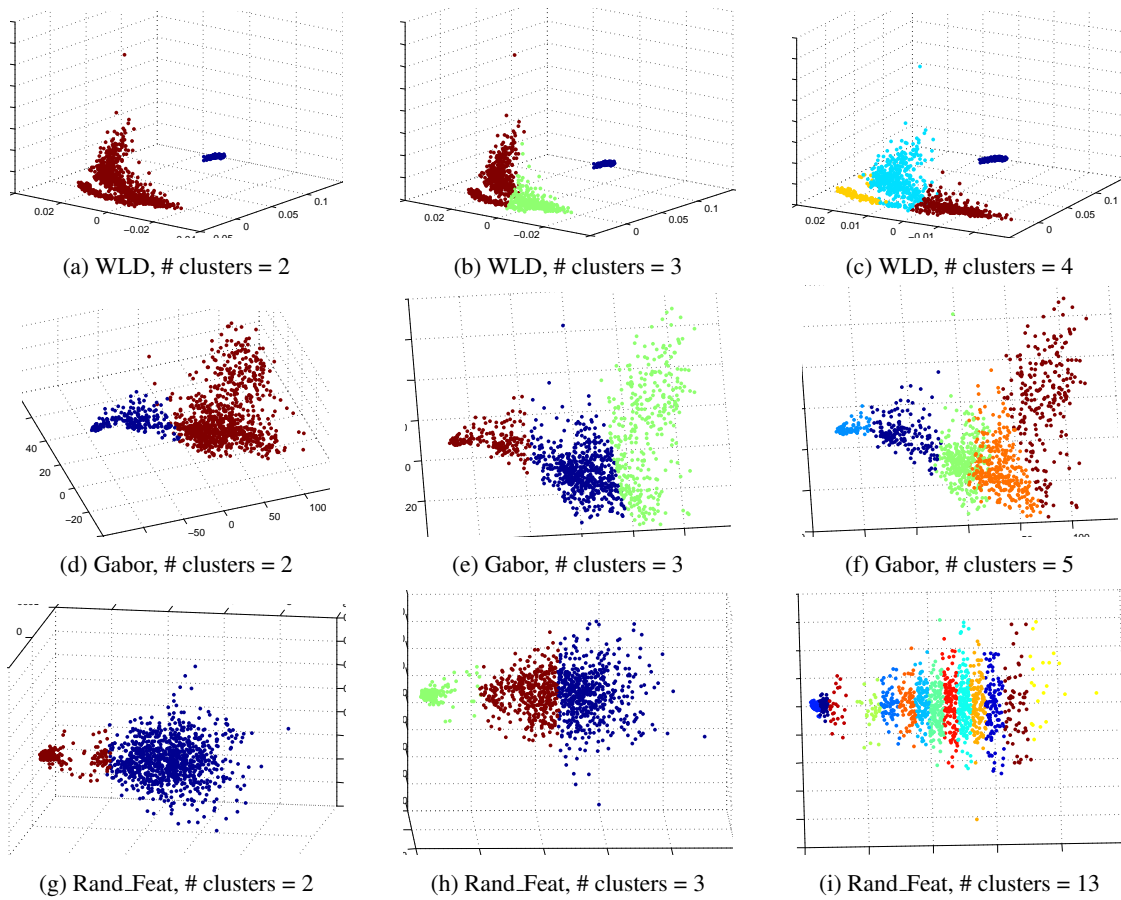 0.02 0 −0.02 0 0.05 0.1
0.02 0 −0.02 0 0.05 0.1
0.02 0.01 0 −0.01 0 0.05 0.1
(a) WLD, # clusters = 2
(b) WLD, # clusters = 3
(c) WLD, # clusters = 4
40 20 0 −20 −50 0 50 100
0 20
(d) Gabor, # clusters = 2
(e) Gabor, # clusters = 3
(f) Gabor, # clusters = 5
0
(g) Rand_Feat, # clusters = 2
(h) Rand_Feat, # clusters = 3
(i) Rand_Feat, # clusters = 13